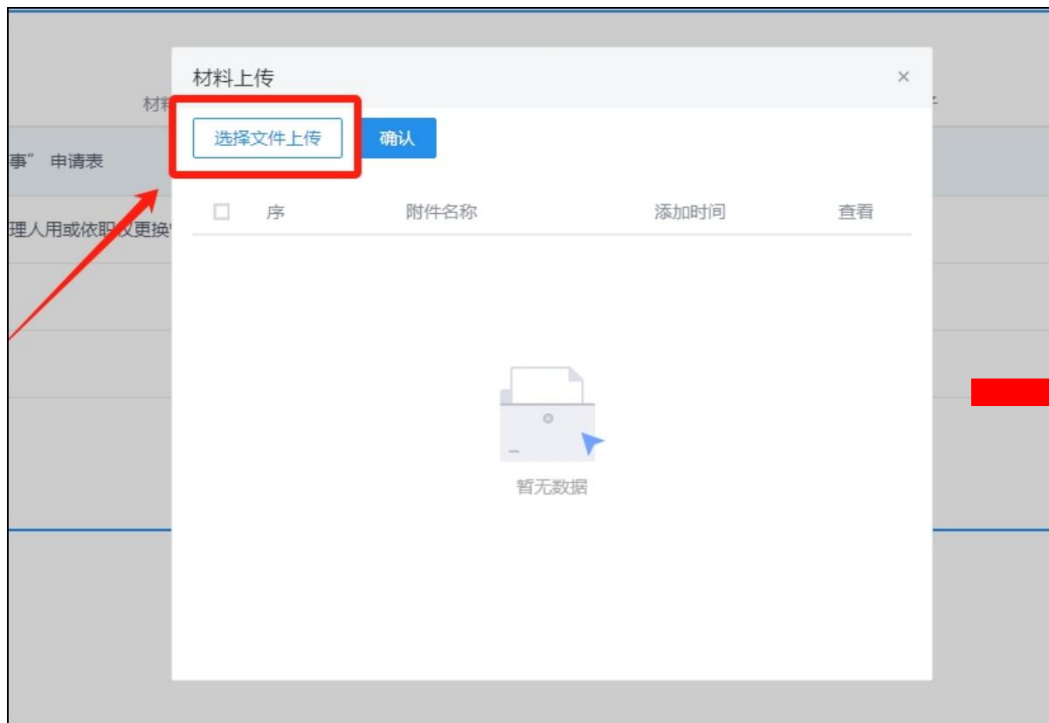 材料上传
材料
选择文件上传 确认
事” 申请表
序 附件名称 添加时间 查看
理人用或依职权更换
暂无数据